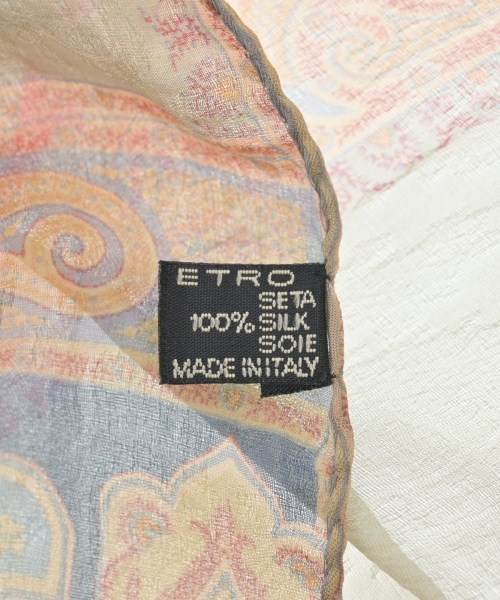 ETRO
SETA
100% SILK
SOIE
MADE IN ITALY